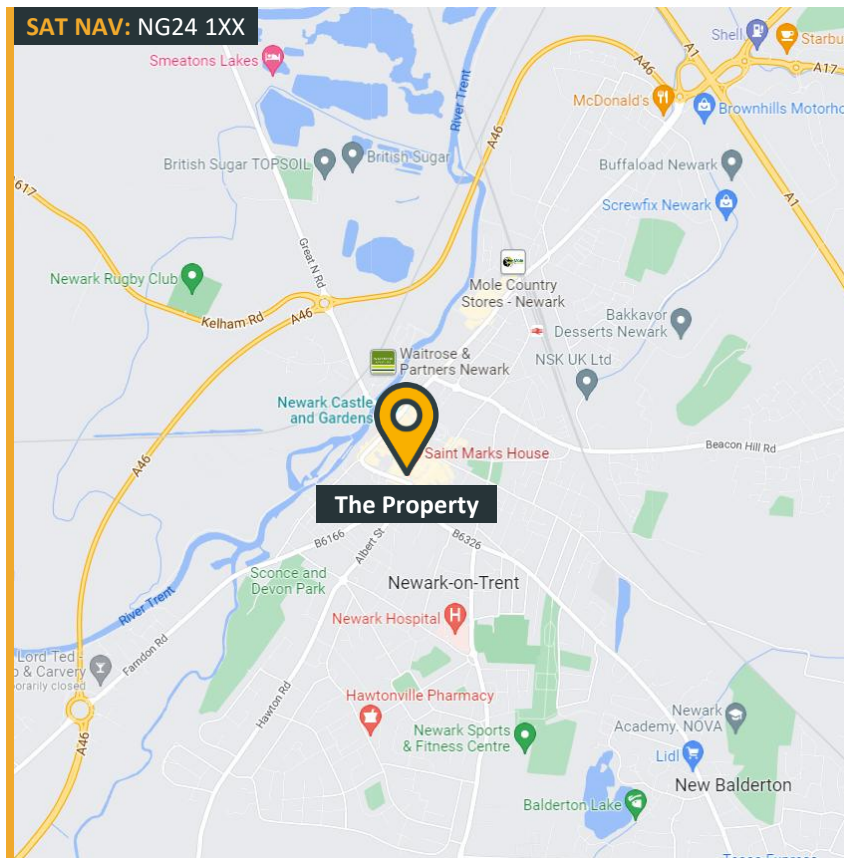 SAT NAV: NG24 1XX
Smeatons Lakes
River Trent
A46
A46
A1
Shell
Starbu
A17
McDonald's
Brownhills Motorho
British Sugar TOPSOIL
British Sugar
Buffaload Newark
Screwfix Newark
A1
617
Great N Rd
Newark Rugby Club
Kelham Rd
A46
Mole Country
Stores - Newark
Bakkavor
Desserts Newark
NSK UK Ltd
Waitrose &
Partners Newark
Newark Castle
and Gardens
Saint Marks House
Beacon Hill Rd
A46
The Property
B6166
Albert St
B6326
Sconce and
Devon Park
Newark-on-Trent
River Trent
Newark Hospital
H
Lord Ted -
b & Carvery
orarily closed
Farndon Rd
Hawton Rd
Hawtonville Pharmacy
A46
Newark Sports
& Fitness Centre
Newark
Academy. NOVA
Lidl
New Balderton
Balderton Lake